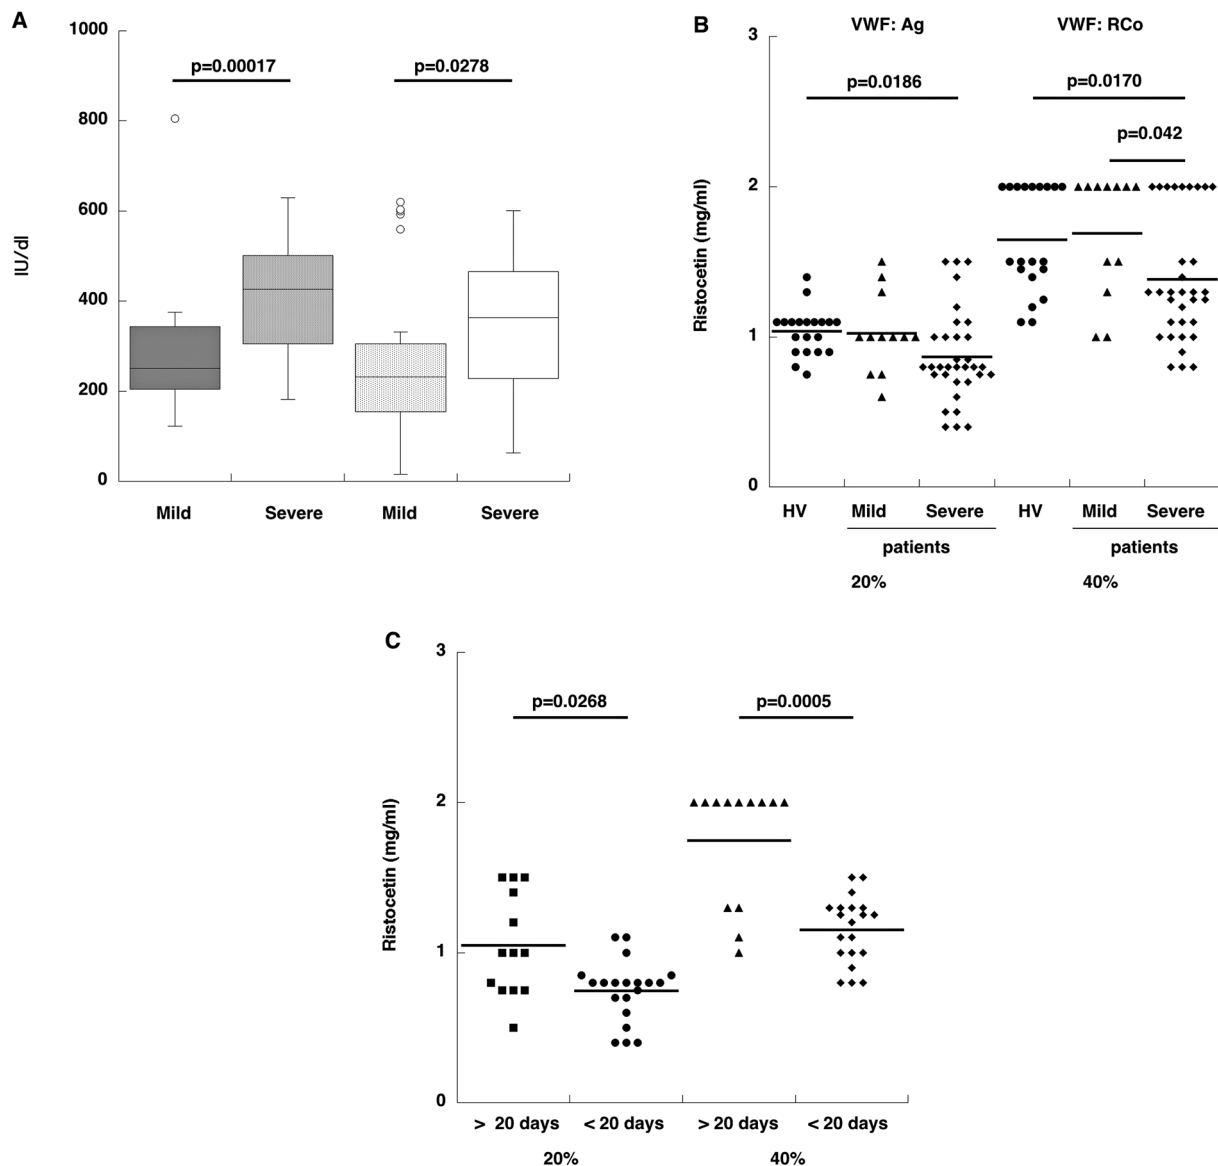 A
1000
800
600
400
200
0
IU/dl
p=0.00017
p=0.0278
Mild Severe Mild Severe
B
VWF: Ag VWF: RCo
3
2
1
0
Ristocetin (mg/ml)
p=0.0186
p=0.0170
p=0.042
HV Mild Severe HV Mild Severe
patients patients
20% 40%
C
3
2
1
0
Ristocetin (mg/ml)
p=0.0268
p=0.0005
> 20 days < 20 days > 20 days < 20 days
20% 40%